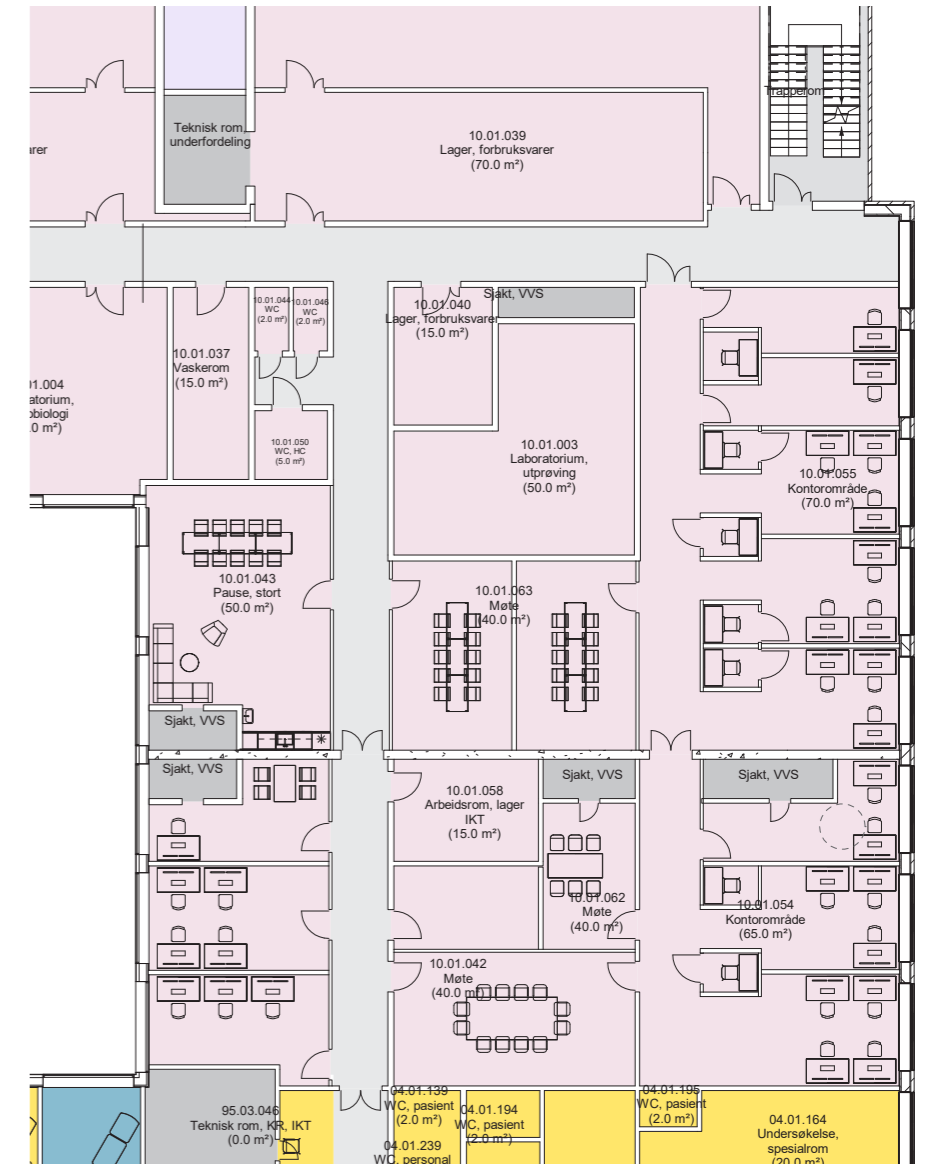 Trapperom
Teknisk rom,
underfordeling
10.01.039
Lager, forbruksvarer
(70.0 m²)
arer
10.01.044
WC
(2.0 m²)
10.01.046
WC
(2.0 m²)
10.01.040
Lager, forbruksvarer
(15.0 m²)
Sjakt, VVS
10.01.037
Vaskerom
(15.0 m²)
01.004
atorium,
obiologi
.0 m²)
10.01.050
WC, HC
(5.0 m²)
10.01.003
Laboratorium,
utprøving
(50.0 m²)
10.01.055
Kontorområde
(70.0 m²)
10.01.043
Pause, stort
(50.0 m²)
10.01.063
Møte
(40.0 m²)
Sjakt, VVS
Sjakt, VVS
10.01.058
Arbeidsrom, lager
IKT
(15.0 m²)
Sjakt, VVS
Sjakt, VVS
10.01.062
Møte
(40.0 m²)
10.01.054
Kontorområde
(65.0 m²)
10.01.042
Møte
(40.0 m²)
95.03.046
Teknisk rom, KR, IKT
(0.0 m²)
04.01.139
WC, pasient
(2.0 m²)
04.01.194
WC, pasient
(2.0 m²)
04.01.239
WC, personal
04.01.195
WC, pasient
(2.0 m²)
04.01.164
Undersøkelse,
spesialrom
(20.0 m²)